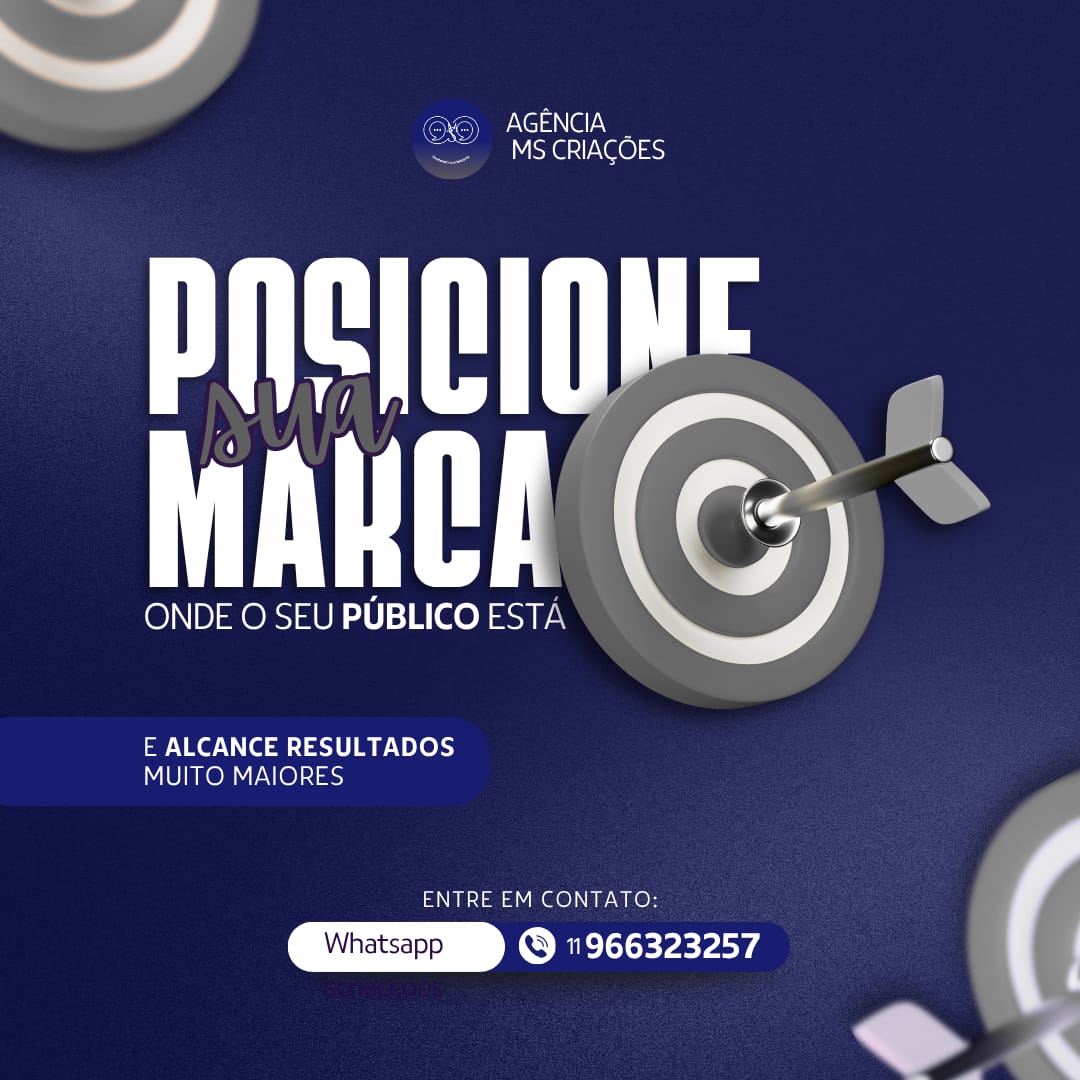 AGÊNCIA
MS CRIAÇÕES
POSICIONE
sua
MARCA
ONDE O SEU PÚBLICO ESTÁ
E ALCANCE RESULTADOS
MUITO MAIORES
ENTRE EM CONTATO:
Whatsapp
11 966323257